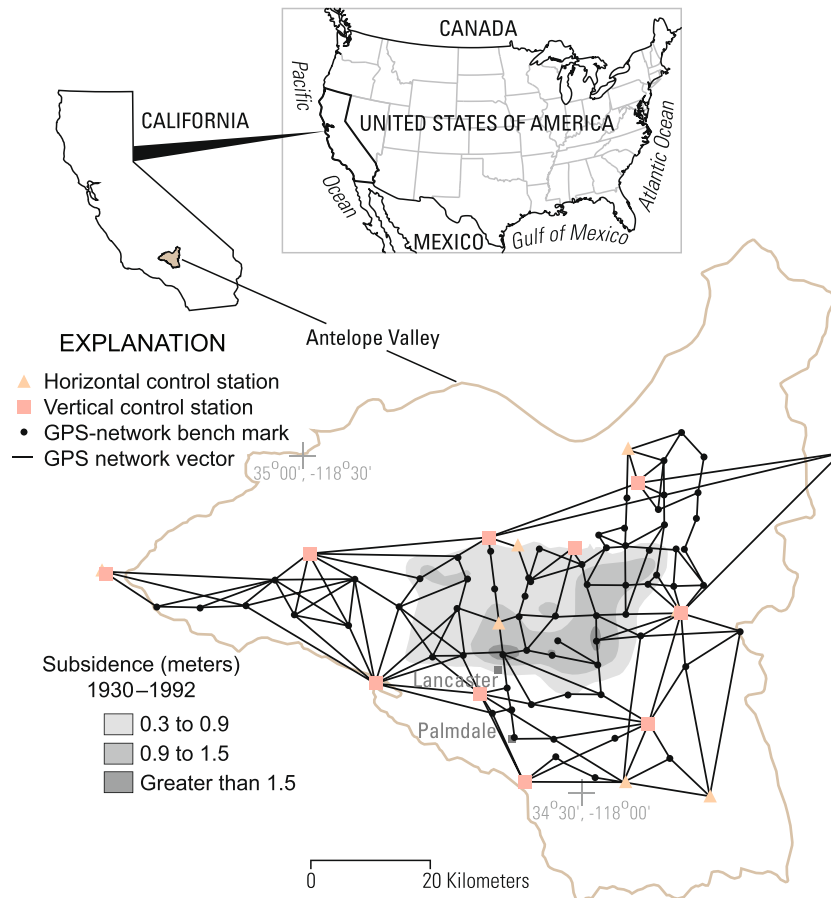 CANADA
Pacific
Ocean
CALIFORNIA
UNITED STATES OF AMERICA
Atlantic Ocean
MEXICO
Gulf of Mexico
Antelope Valley
EXPLANATION
Horizontal control station
Vertical control station
GPS-network bench mark
GPS network vector
35°00', -118°30'
Subsidence (meters)
1930–1992
0.3 to 0.9
0.9 to 1.5
Greater than 1.5
Lancaster
Palmdale
34°30', -118°00'
0 20 Kilometers